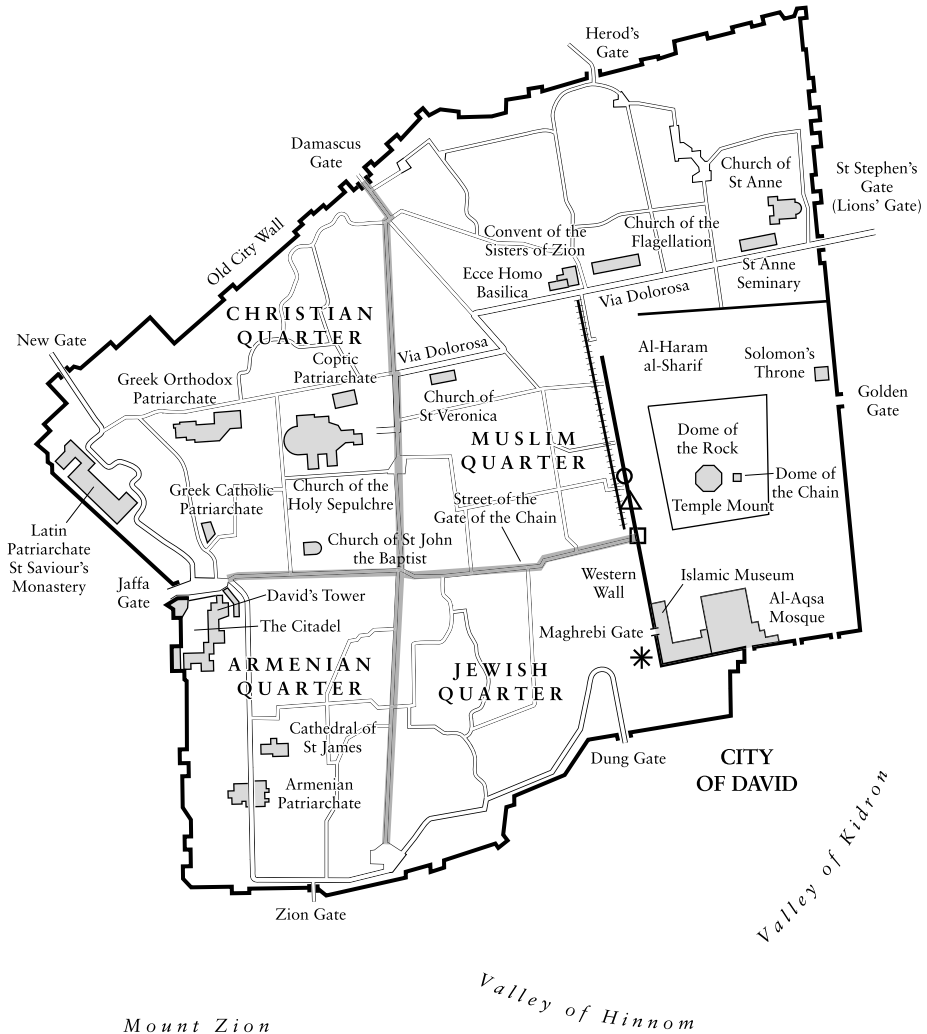 Herod's
Gate
Damascus
Gate
Church of
St Anne
St Stephen's
Gate
(Lions' Gate)
Old City Wall
Convent of the
Sisters of Zion
Church of the
Flagellation
Ecce Homo
Basilica
St Anne
Seminary
Via Dolorosa
CHRISTIAN
QUARTER
New Gate
Via Dolorosa
Coptic
Patriarchate
Al-Haram
al-Sharif
Solomon's
Throne
Greek Orthodox
Patriarchate
Church of
St Veronica
Golden
Gate
MUSLIM
QUARTER
Dome of
the Rock
Dome of
the Chain
Temple Mount
Greek Catholic
Patriarchate
Church of the
Holy Sepulchre
Street of the
Gate of the Chain
Latin
Patriarchate
St Saviour's
Monastery
Church of St John
the Baptist
Jaffa
Gate
Western
Wall
Islamic Museum
David's Tower
Al-Aqsa
Mosque
The Citadel
Maghrebi Gate
ARMENIAN
QUARTER
JEWISH
QUARTER
Cathedral of
St James
Dung Gate
CITY
OF DAVID
Armenian
Patriarchate
Valley of Kidron
Zion Gate
Valley of Hinnom
Mount Zion